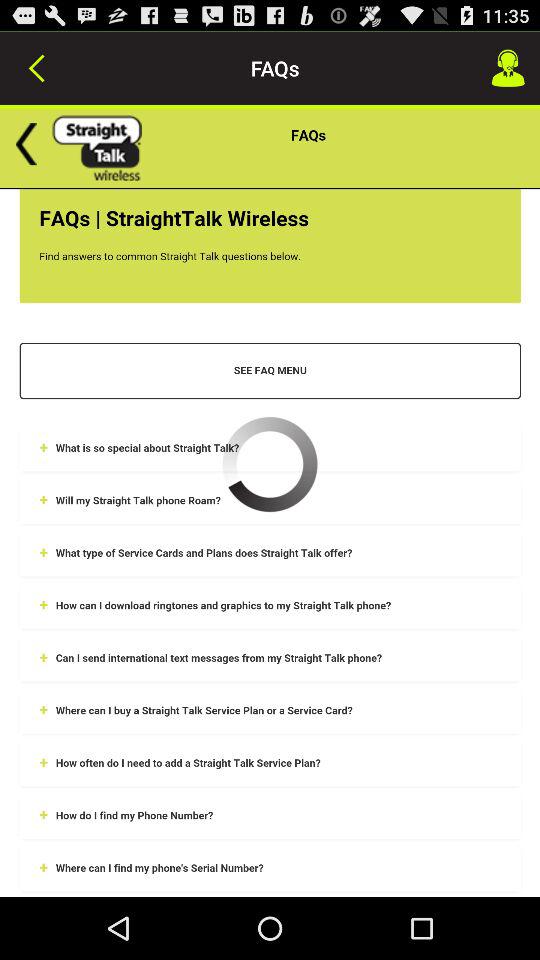 11:35
FAQs
Straight
Talk
wireless
FAQs
FAQs | StraightTalk Wireless
Find answers to common Straight Talk questions below.
SEE FAQ MENU
+ What is so special about Straight Talk?
+ Will my Straight Talk phone Roam?
+ What type of Service Cards and Plans does Straight Talk offer?
+ How can I download ringtones and graphics to my Straight Talk phone?
+ Can I send international text messages from my Straight Talk phone?
+ Where can I buy a Straight Talk Service Plan or a Service Card?
+ How often do I need to add a Straight Talk Service Plan?
+ How do I find my Phone Number?
+ Where can I find my phone's Serial Number?